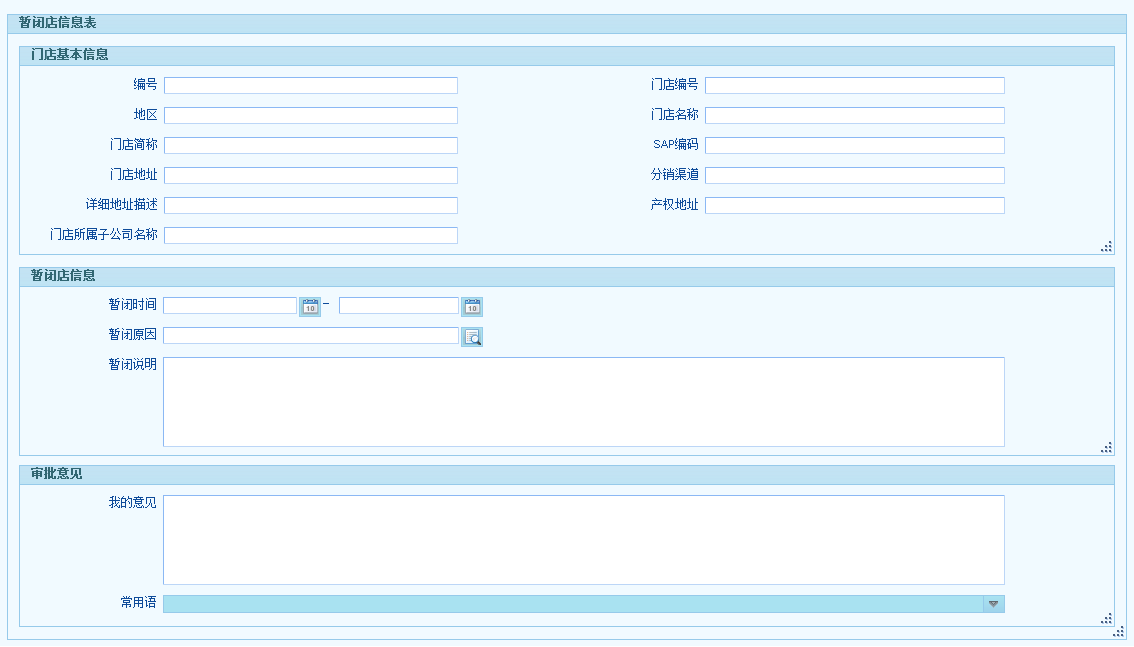 暂闭店信息表
门店基本信息
编号 门店编号
地区 门店名称
门店简称 SAP编码
门店地址 分销渠道
详细地址描述 产权地址
门店所属子公司名称
暂闭店信息
暂闭时间 10 - 10
暂闭原因
暂闭说明
审批意见
我的意见
常用语